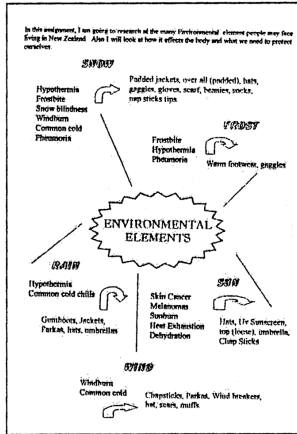 In this assignment, I am going to research at the many Environmental element people may face
living in New Zealand. Also I will look at how it effects the body and what we need to protect
ourselves.
SNOW
Hypothermia
Frostbite
Snow blindness
Windburn
Common cold
Pneumonia
Padded jackets, over all (padded), hats,
goggles, gloves, scarf, beanies, socks,
tips
FROST
Frostbite
Hypothermia
Pneumonia
Warm footwear, goggles
ENVIRONMENTAL
ELEMENTS
RAIN
Hypothermia
Common cold chills
Gumboots, Jackets,
Parkas, hats, umbrellas
SUN
Skin Cancer
Melanomas
Sunburn
Heat Exhaustion
Dehydration
Hats, Uv Sunscreen,
top (loose), umbrella,
Chap Sticks
WIND
Windburn
Common cold
Chapsticks, Parkas, Wind breakers,
hat, scarfs, muffs